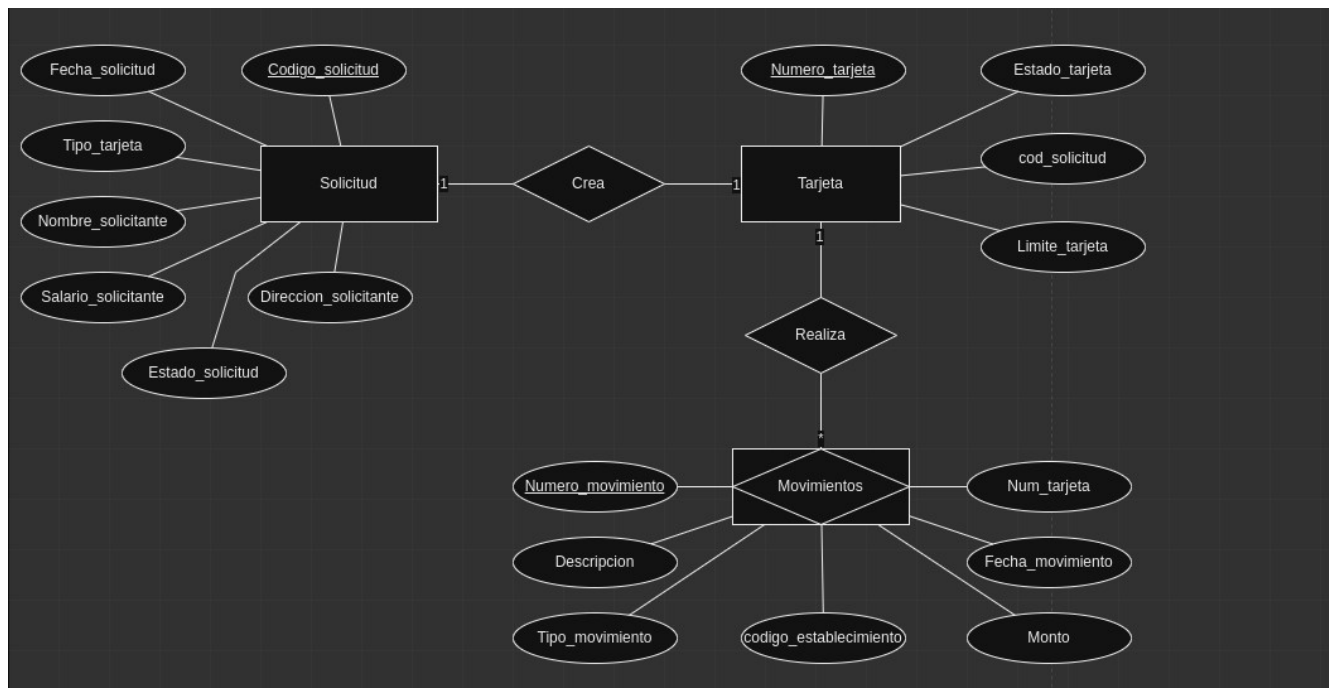 Fecha_solicitud
Codigo_solicitud
Numero_tarjeta
Estado_tarjeta
Tipo_tarjeta
cod_solicitud
Solicitud
1
Crea
1
Tarjeta
Nombre_solicitante
1
Limite_tarjeta
Salario_solicitante
Direccion_solicitante
Realiza
Estado_solicitud
*
Numero_movimiento
Movimientos
Num_tarjeta
Descripcion
Fecha_movimiento
Tipo_movimiento
codigo_establecimiento
Monto